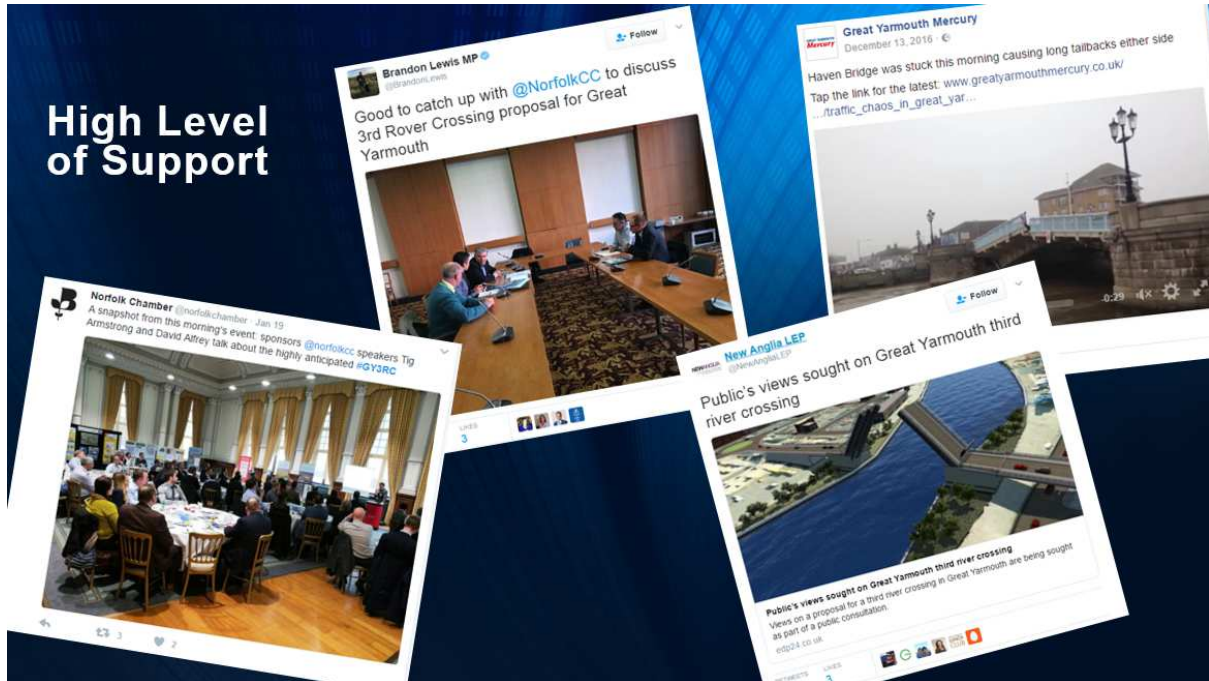 High Level
of Support
Brandon Lewis MP
@BrandonLewis
Follow
Good to catch up with @NorfolkCC to discuss
3rd Rover Crossing proposal for Great
Yarmouth
LIKES
3
GREAT YARMOUTH
Mercury
Great Yarmouth Mercury
December 13, 2016
Haven Bridge was stuck this morning causing long tailbacks either side
Tap the link for the latest: www.greatyarmouthmercury.co.uk/
…/traffic_chaos_in_great_yar…
0:29
Norfolk Chamber @norfolkchamber · Jan 19
A snapshot from this morning's event: sponsors @norfolkcc speakers Tig
Armstrong and David Alfrey talk about the highly anticipated #GY3RC
3
2
New Anglia LEP
@NewAngliaLEP
Follow
Public's views sought on Great Yarmouth third
river crossing
Public's views sought on Great Yarmouth third river crossing
Views on a proposal for a third river crossing in Great Yarmouth are being sought
as part of a public consultation.
edp24.co.uk
RETWEETS
LIKES
3